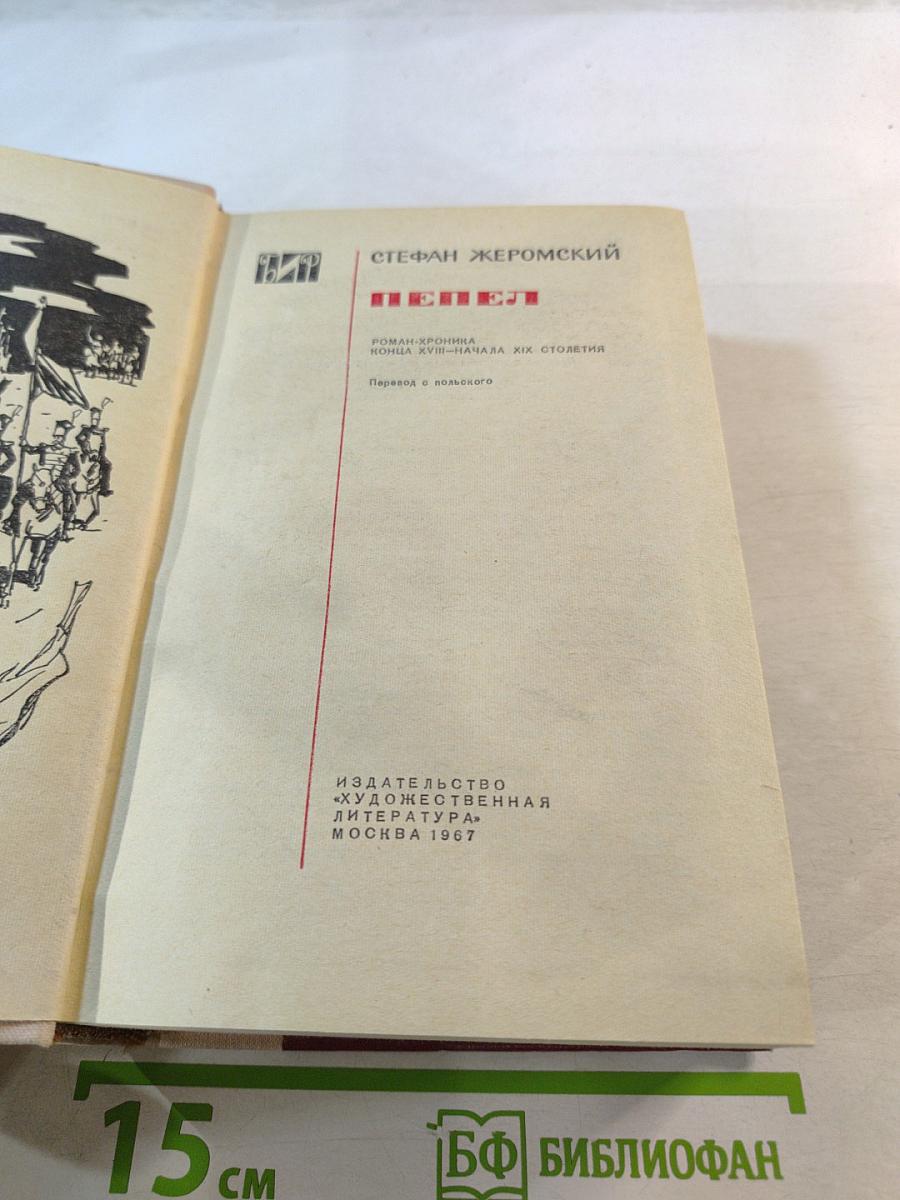 БИР
СТЕФАН ЖЕРОМСКИЙ
ПЕПЕЛ
РОМАН-ХРОНИКА
КОНЦА XVIII—НАЧАЛА XIX СТОЛЕТИЯ
Перевод с польского
ИЗДАТЕЛЬСТВО
«ХУДОЖЕСТВЕННАЯ
ЛИТЕРАТУРА»
МОСКВА 1967
15 см
БФ БИБЛИОФАН